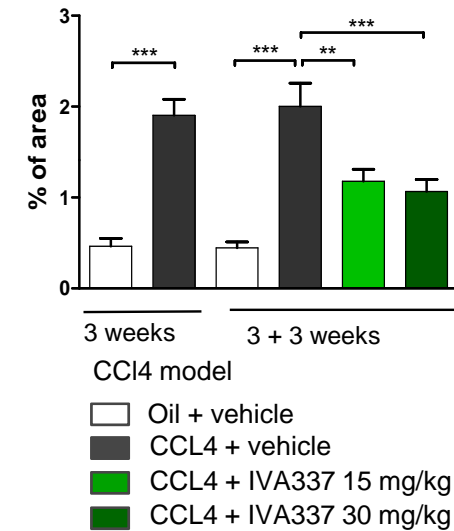 3
***
***
***
**
2
% of area
1
0
3 weeks
3 + 3 weeks
CCl4 model
Oil + vehicle
CCL4 + vehicle
CCL4 + IVA337 15 mg/kg
CCL4 + IVA337 30 mg/kg